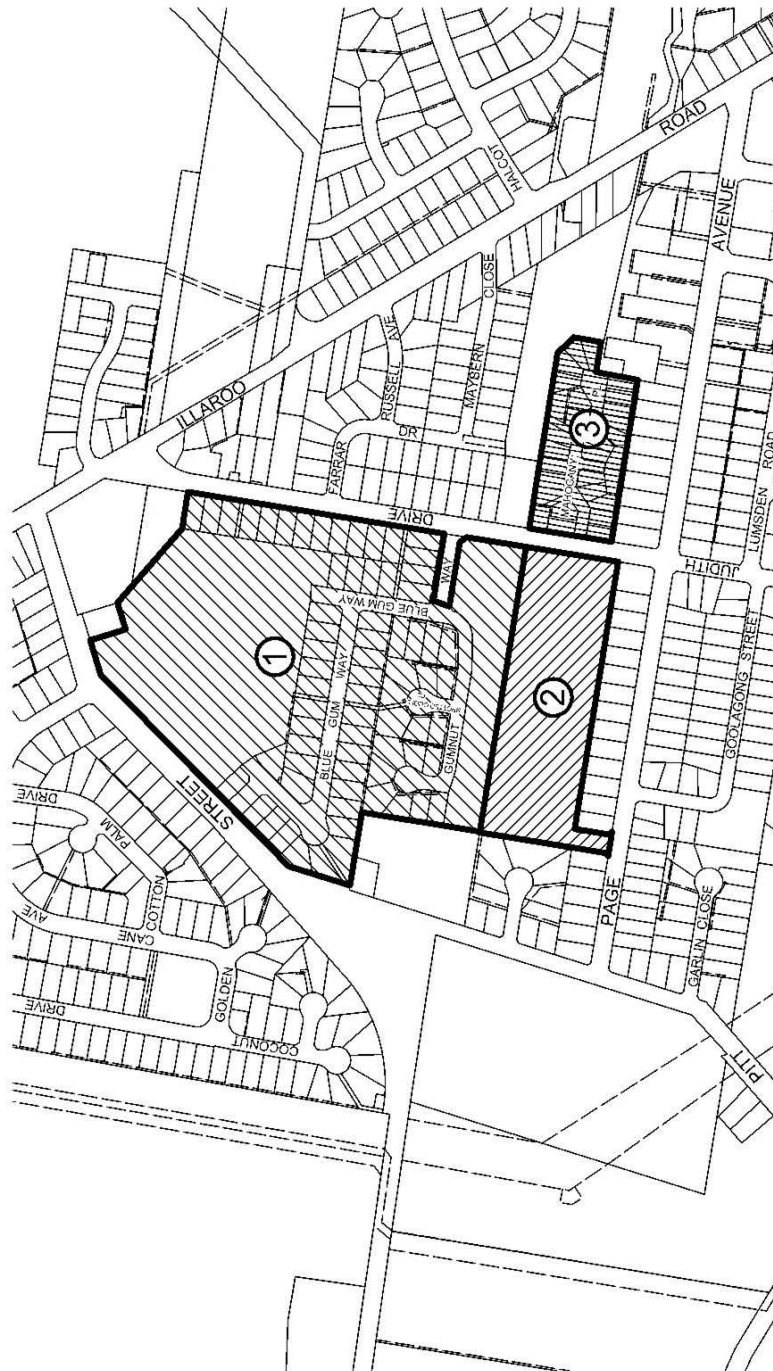 ILLAROO
ROAD
HALCOT
RUSSELL AVE
FARRAR
DR
MAYBERN
CLOSE
DRIVE
JUDITH
AVENUE
LUMSDEN ROAD
GOOLAGONG STREET
PAGE
GARLIN CLOSE
PITT
STREET
PALM
DRIVE
COTTON
CANE
AVE
GOLDEN
COCONUT
DRIVE
1
BLUE GUM WAY
BLUE GUM WAY
GUMNUT
WAY
2
3
MAHOGANY